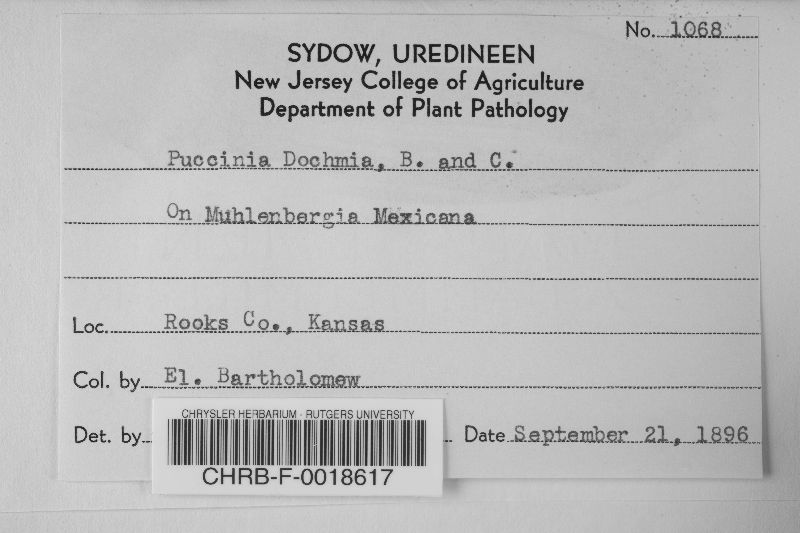 No. 1068
SYDOW, UREDINEEN
New Jersey College of Agriculture
Department of Plant Pathology
Puccinia Dochmia, B. and C.
On Muhlenbergia Mexicana
Loc. Rooks Co., Kansas
Col. by El. Bartholomew
Det. by
Date September 21, 1896
CHRYSLER HERBARIUM - RUTGERS UNIVERSITY
CHRB-F-0018617